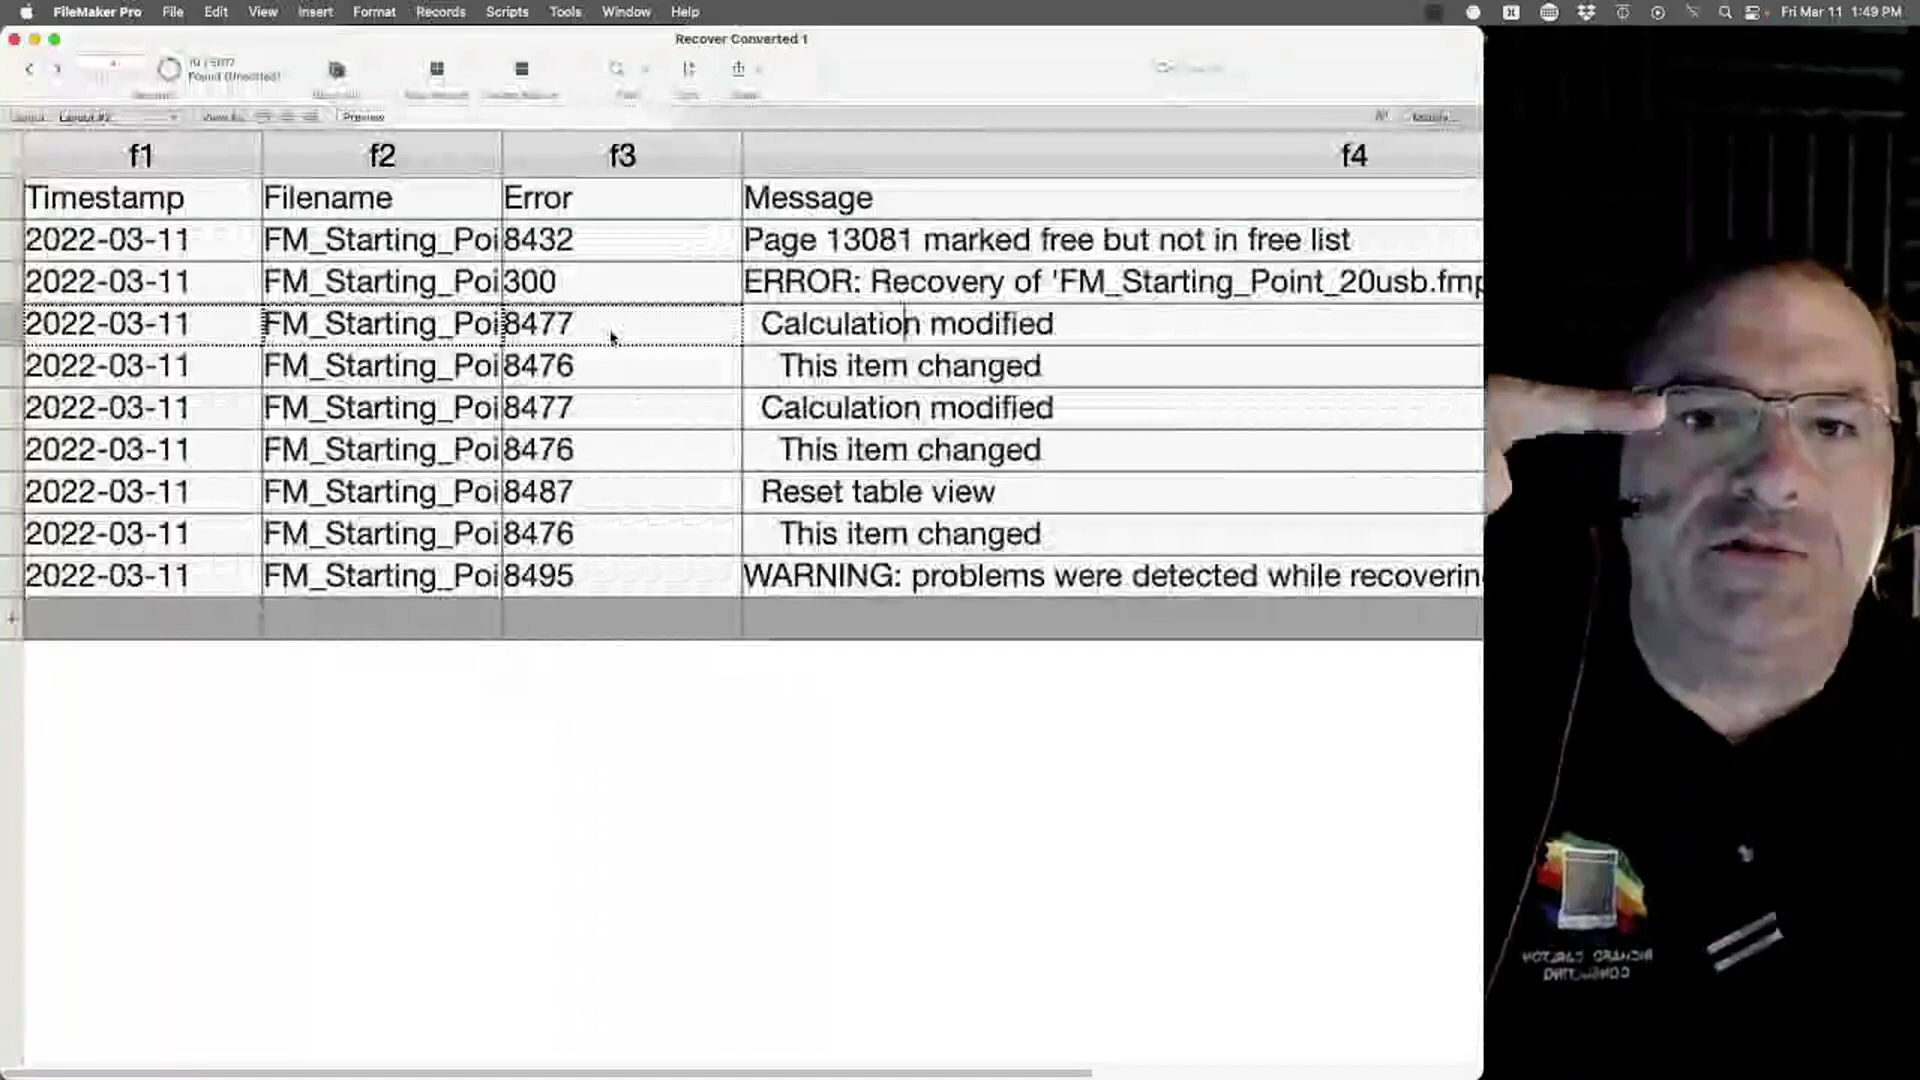 FileMaker Pro File Edit View Insert Format Records Scripts Tools Window Help Fri Mar 11 1:49 PM
Recover Converted 1
Found (Unsorted)
Preview
f1 f2 f3 f4
Timestamp Filename Error Message
2022-03-11 FM_Starting_Poi 8432 Page 13081 marked free but not in free list
2022-03-11 FM_Starting_Poi 300 ERROR: Recovery of 'FM_Starting_Point_20usb.fmp
2022-03-11 FM_Starting_Poi 8477 Calculation modified
2022-03-11 FM_Starting_Poi 8476 This item changed
2022-03-11 FM_Starting_Poi 8477 Calculation modified
2022-03-11 FM_Starting_Poi 8476 This item changed
2022-03-11 FM_Starting_Poi 8487 Reset table view
2022-03-11 FM_Starting_Poi 8476 This item changed
2022-03-11 FM_Starting_Poi 8495 WARNING: problems were detected while recoverin
RICHARD CARLTON
CONSULTING